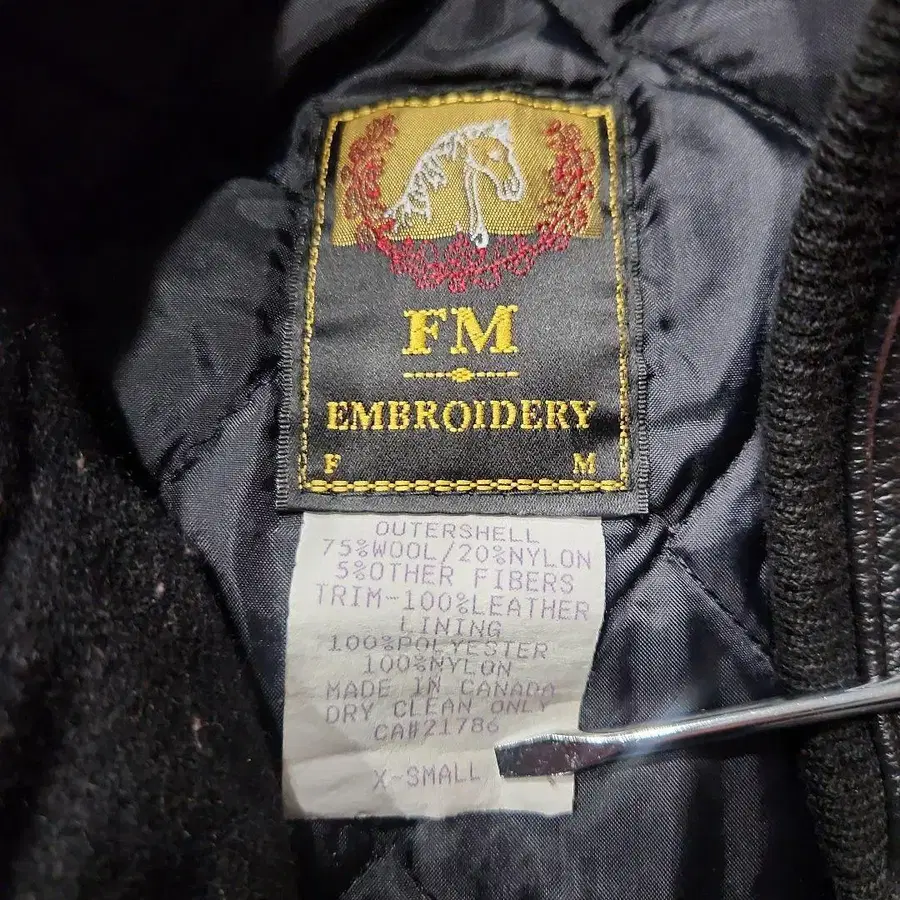 FM
EMBROIDERY
F M
OUTERSHELL
75%WOOL/20%NYLON
5%OTHER FIBERS
TRIM-100%LEATHER
LINING
100%POLYESTER
100%NYLON
MADE IN CANADA
DRY CLEAN ONLY
CA#21786
X-SMALL